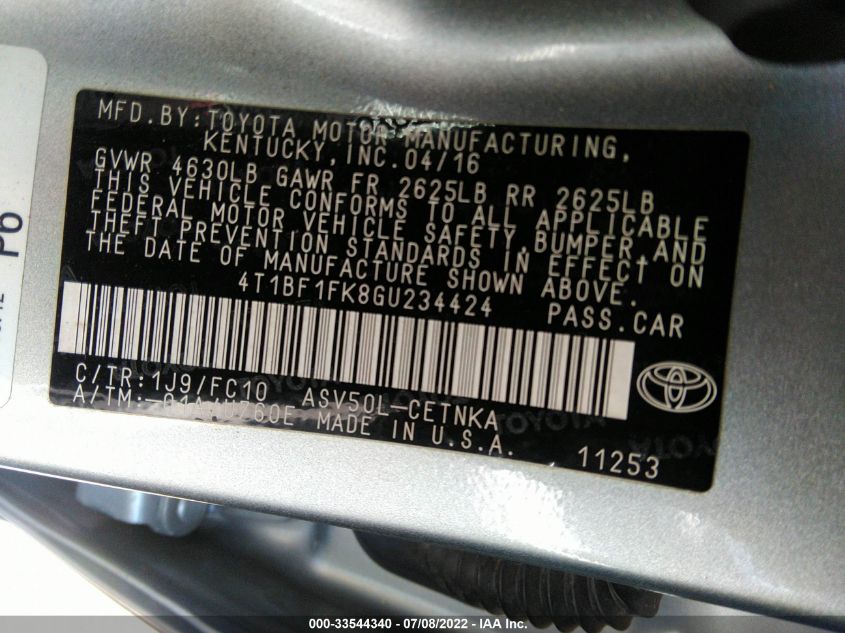 MFD. BY: TOYOTA MOTOR MANUFACTURING,
KENTUCKY, INC. 04/16
GVWR 4630LB GAWR FR 2625LB RR 2625LB
THIS VEHICLE CONFORMS TO ALL APPLICABLE
FEDERAL MOTOR VEHICLE SAFETY, BUMPER, AND
THEFT PREVENTION STANDARDS IN EFFECT ON
THE DATE OF MANUFACTURE SHOWN ABOVE.
4T1BF1FK8GU234424 PASS.CAR
C/TR:1J9/FC10 ASV50L-CETNKA
A/TM: MADE IN U.S.A.
11253
P6
000-33544340 / 07/08/2022 - IAA Inc.